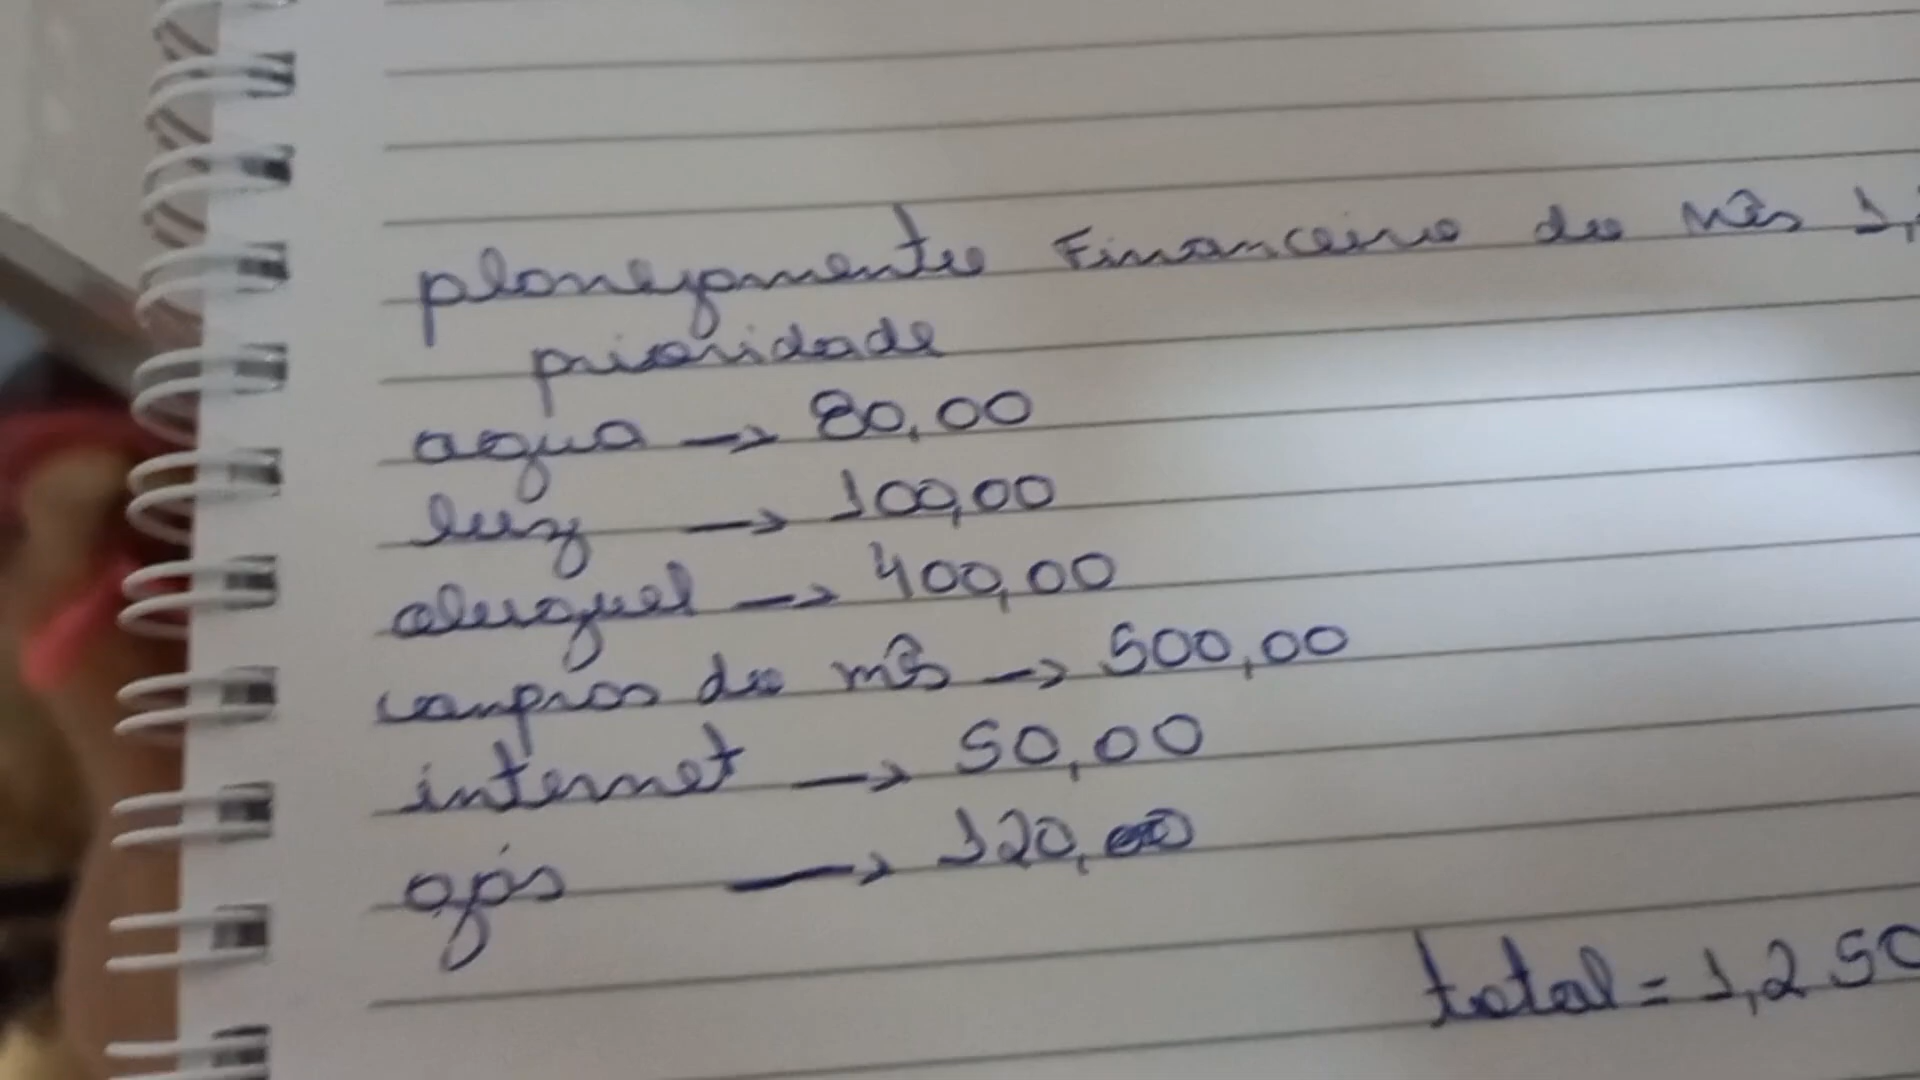 planejamento Financeiro do mês 1,
prioridade
agua → 80,00
luz → 100,00
aluguel → 400,00
compras do mês → 500,00
internet → 50,00
gás → 120,00
total = 1,250